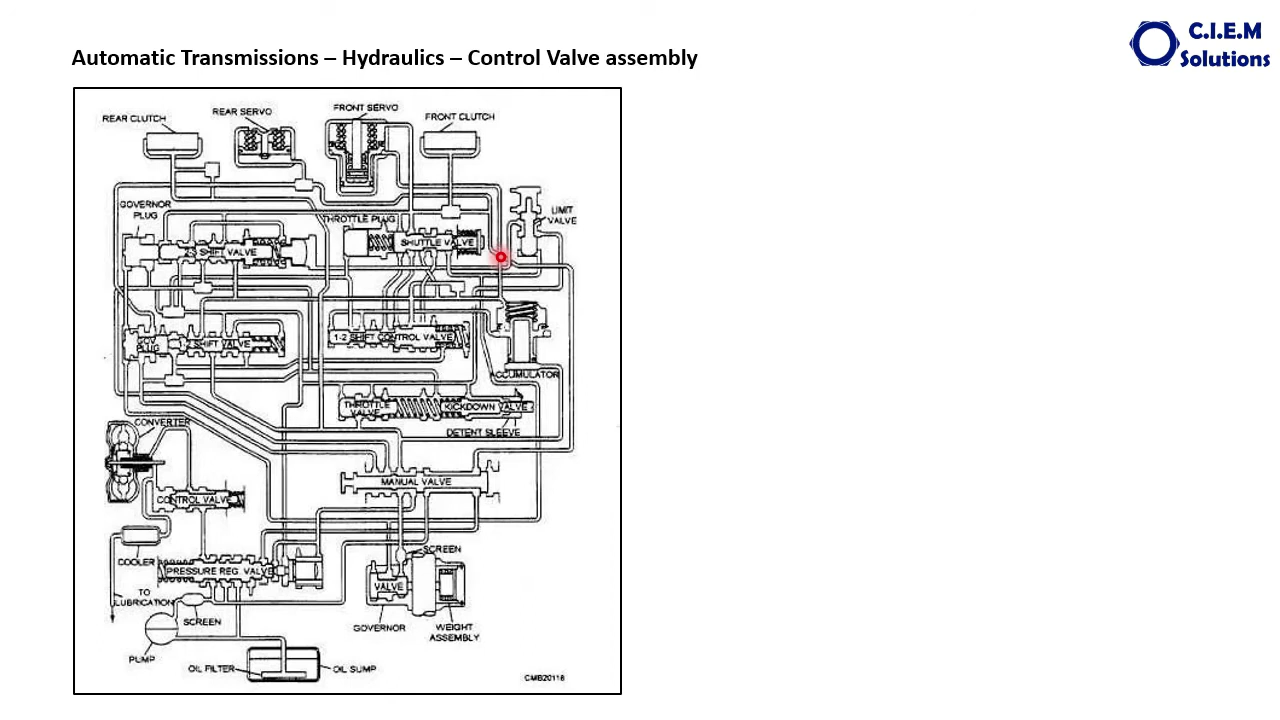 C.I.E.M
Solutions
Automatic Transmissions – Hydraulics – Control Valve assembly
REAR CLUTCH
REAR SERVO
FRONT SERVO
FRONT CLUTCH
GOVERNOR
PLUG
THROTTLE PLUG
LIMIT
VALVE
2-3 SHIFT VALVE
SHUTTLE VALVE
GOV
PLUG
1-2 SHIFT VALVE
1-2 SHIFT CONTROL VALVE
ACCUMULATOR
THROTTLE
VALVE
KICKDOWN VALVE
DETENT SLEEVE
CONVERTER
MANUAL VALVE
CONTROL VALVE
COOLER
SCREEN
PRESSURE REG. VALVE
VALVE
TO
LUBRICATION
SCREEN
GOVERNOR
WEIGHT
ASSEMBLY
PUMP
OIL FILTER
OIL SUMP
CMB20118